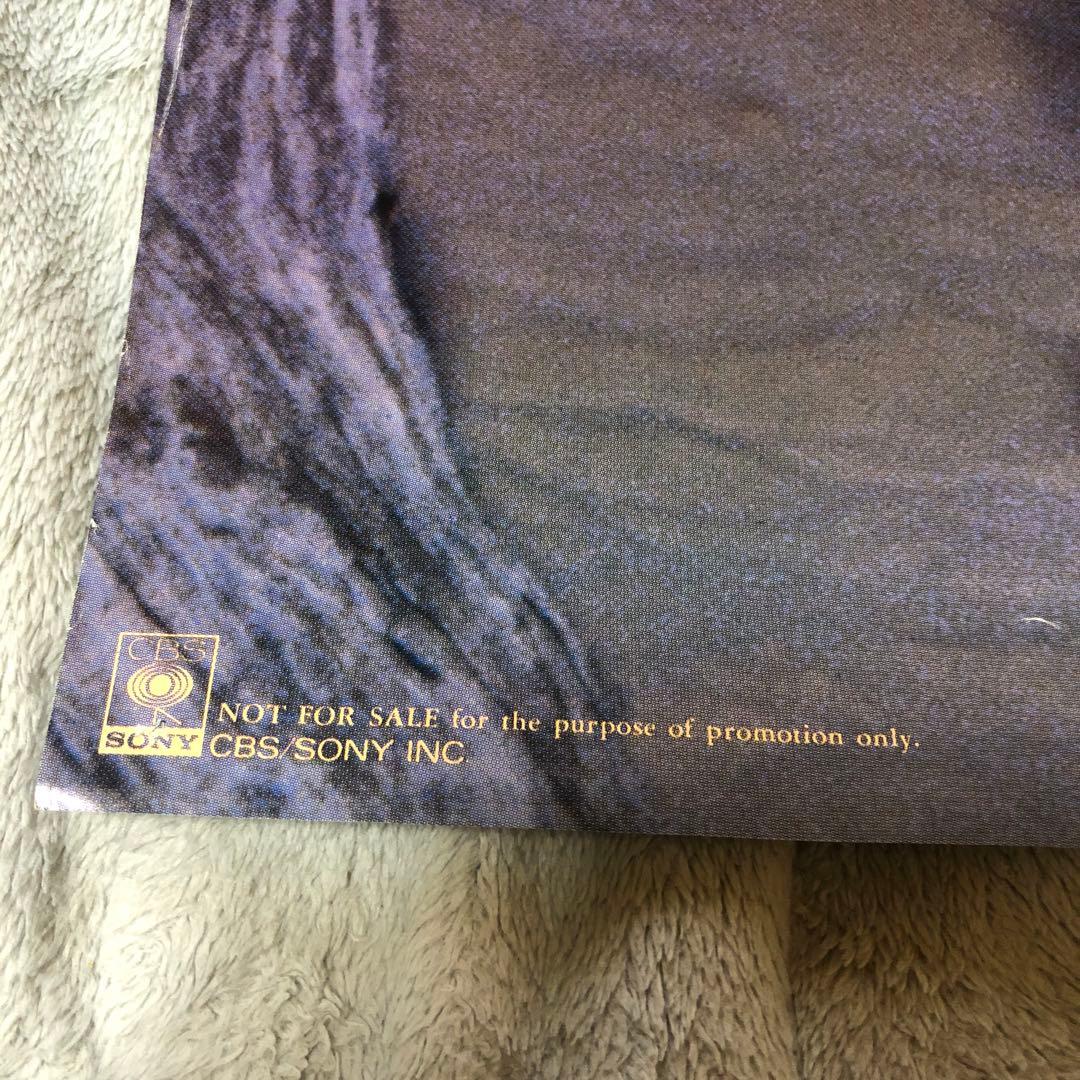 CBS
SONY
NOT FOR SALE for the purpose of promotion only.
CBS/SONY INC